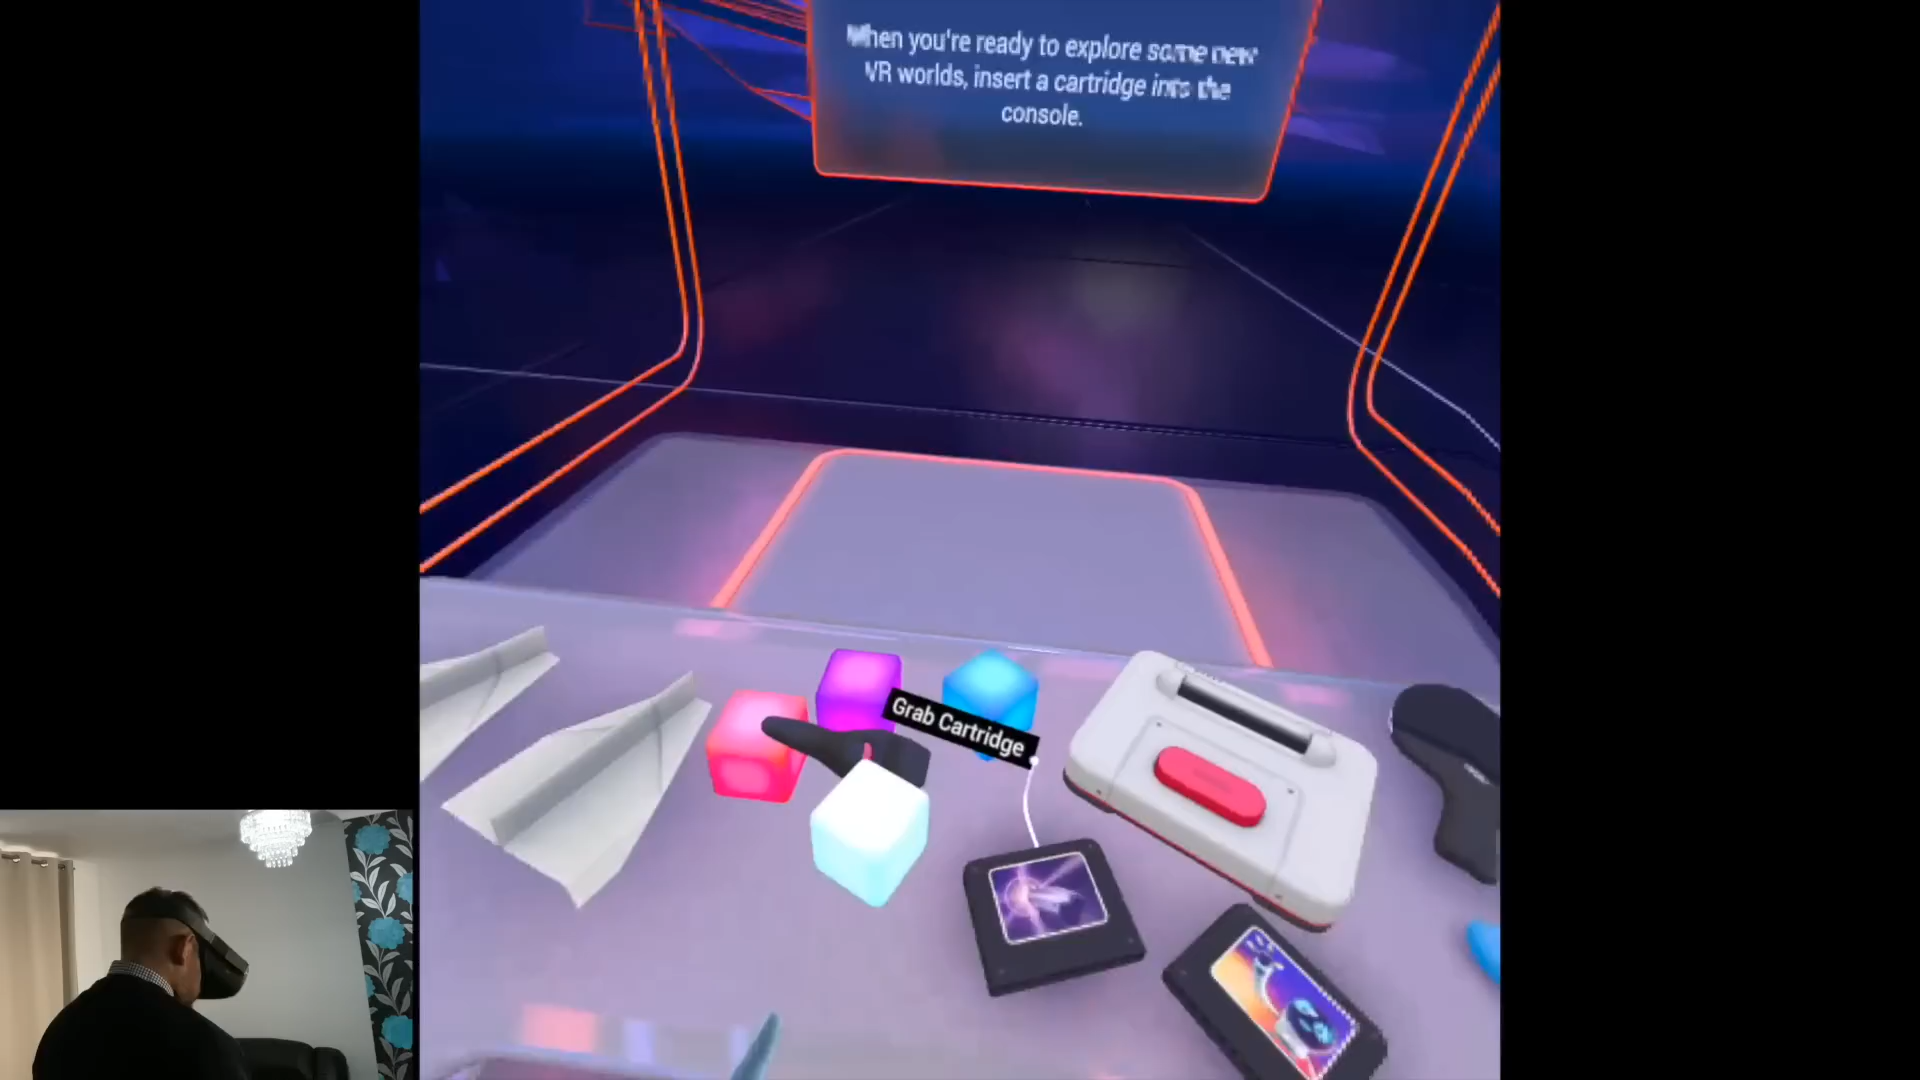 When you're ready to explore some new
VR worlds, insert a cartridge into the
console.
Grab Cartridge